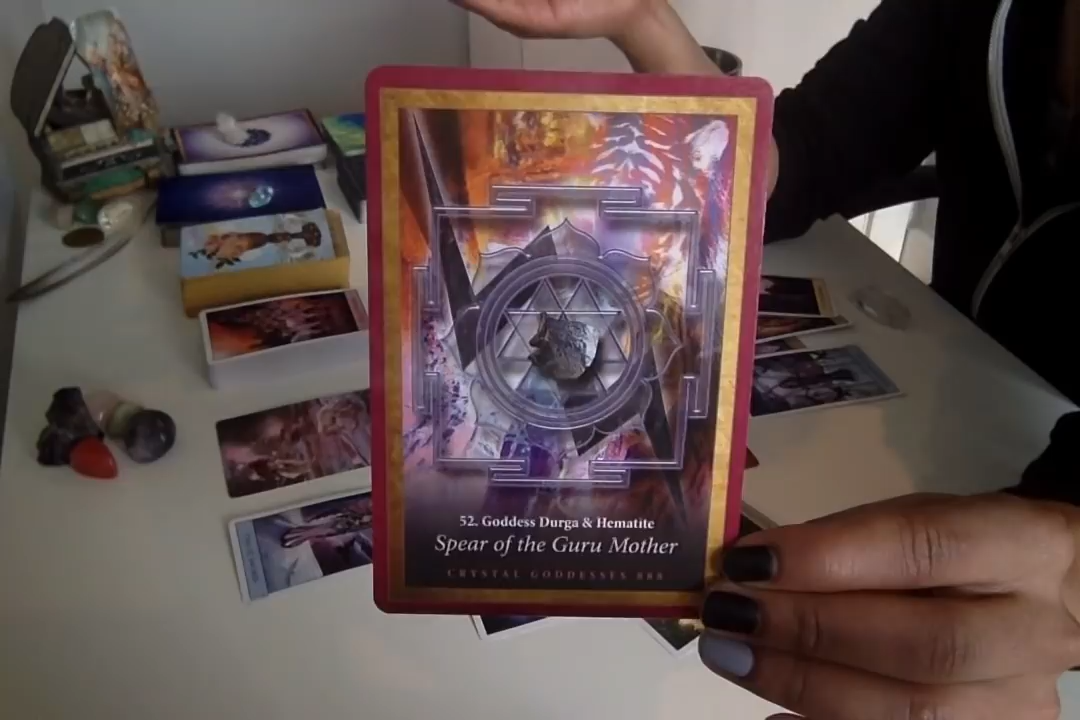 52. Goddess Durga & Hematite
Spear of the Guru Mother
CRYSTAL GODDESSES 888